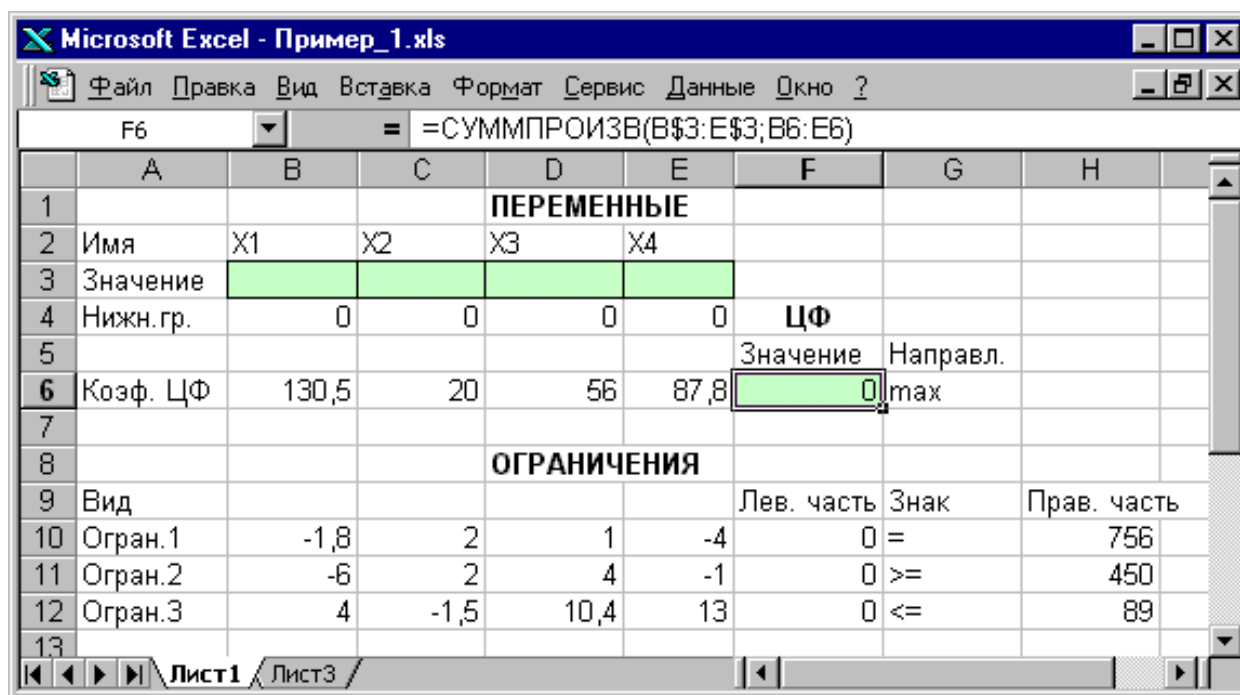 Microsoft Excel - Пример_1.xls
Файл Правка Вид Вставка Формат Сервис Данные Окно ?
F6 = =СУММПРОИЗВ(B$3:E$3;B6:E6)
A B C D E F G H
1 ПЕРЕМЕННЫЕ
2 Имя X1 X2 X3 X4
3 Значение
4 Нижн.гр. 0 0 0 0 ЦФ
5 Значение Направл.
6 Коэф. ЦФ 130,5 20 56 87,8 0 max
7
8 ОГРАНИЧЕНИЯ
9 Вид Лев. часть Знак Прав. часть
10 Огран.1 -1,8 2 1 -4 0 = 756
11 Огран.2 -6 2 4 -1 0 >= 450
12 Огран.3 4 -1,5 10,4 13 0 <= 89
13
Лист1 Лист3